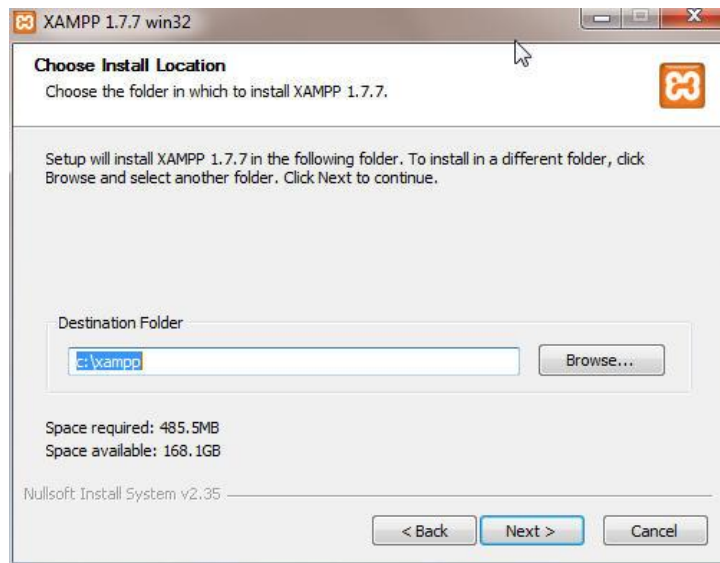 XAMPP 1.7.7 win32
Choose Install Location
Choose the folder in which to install XAMPP 1.7.7.
Setup will install XAMPP 1.7.7 in the following folder. To install in a different folder, click
Browse and select another folder. Click Next to continue.
Destination Folder
c:\xampp
Browse...
Space required: 485.5MB
Space available: 168.1GB
Nullsoft Install System v2.35
< Back
Next >
Cancel